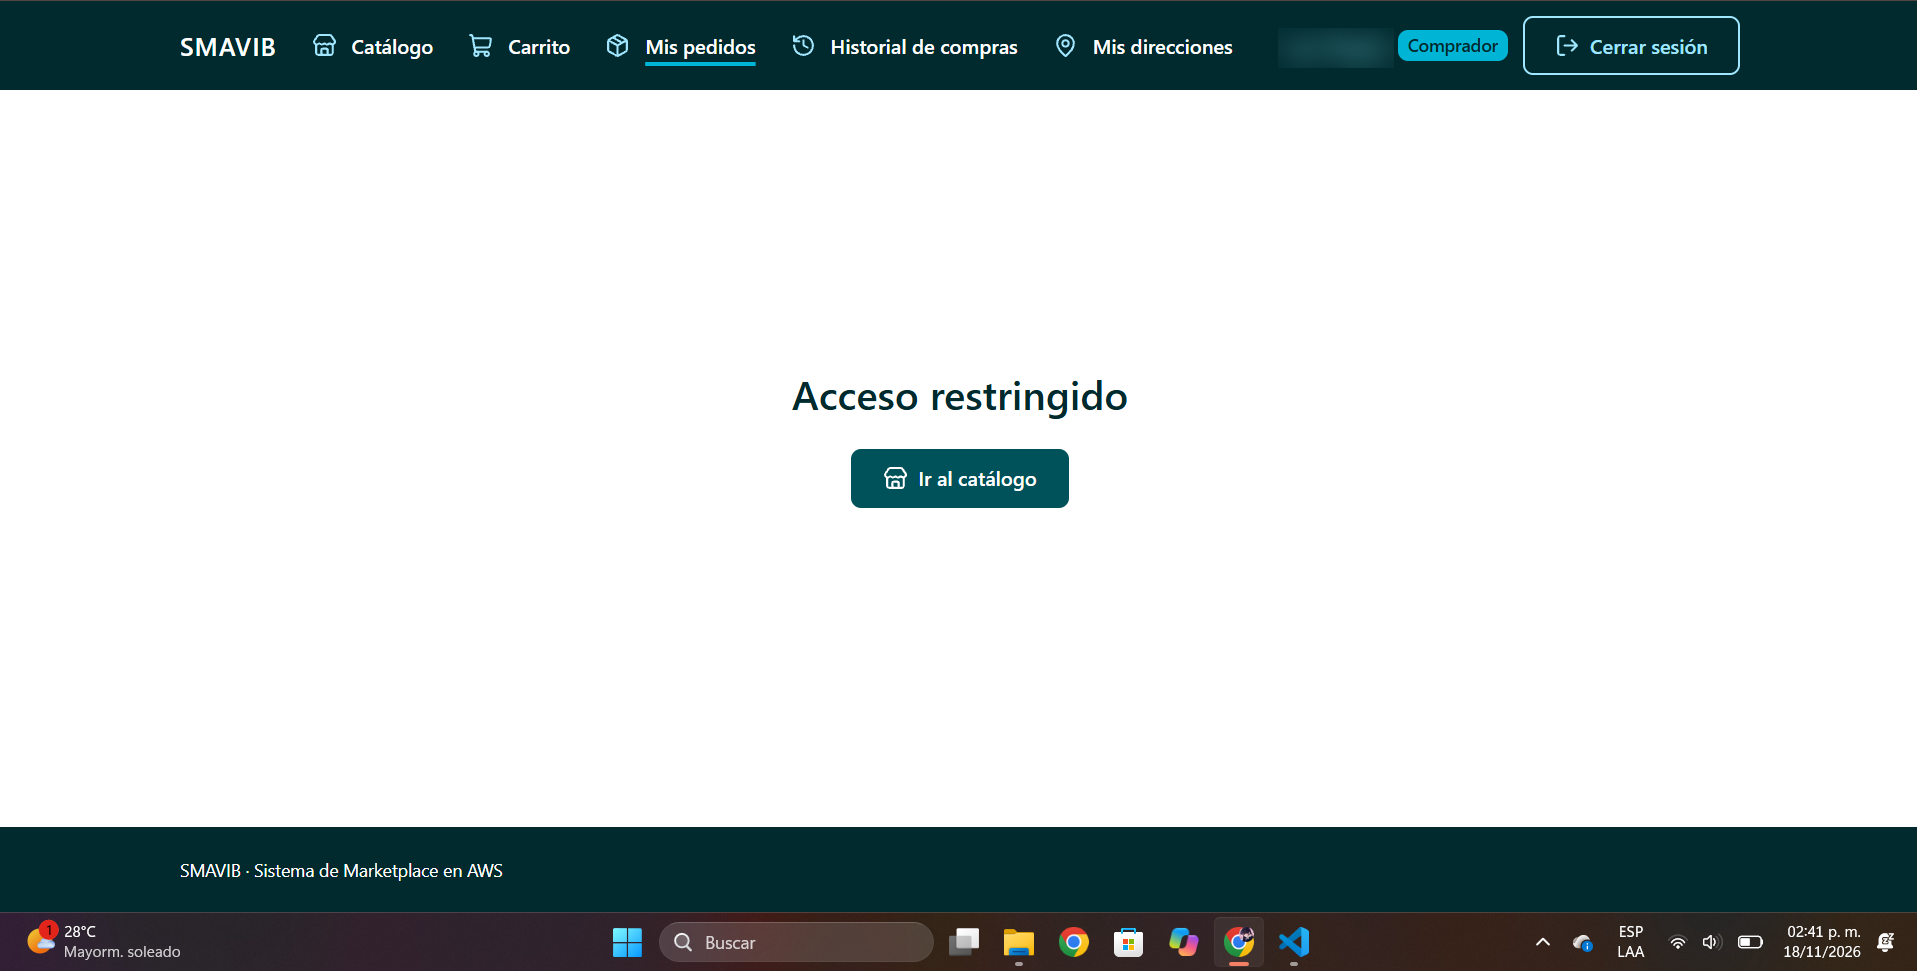 SMAVIB Catálogo Carrito Mis pedidos Historial de compras Mis direcciones Comprador Cerrar sesión
Acceso restringido
Ir al catálogo
SMAVIB · Sistema de Marketplace en AWS
1
28°C
Mayorm. soleado
Buscar
ESP
LAA
02:41 p. m.
18/11/2026